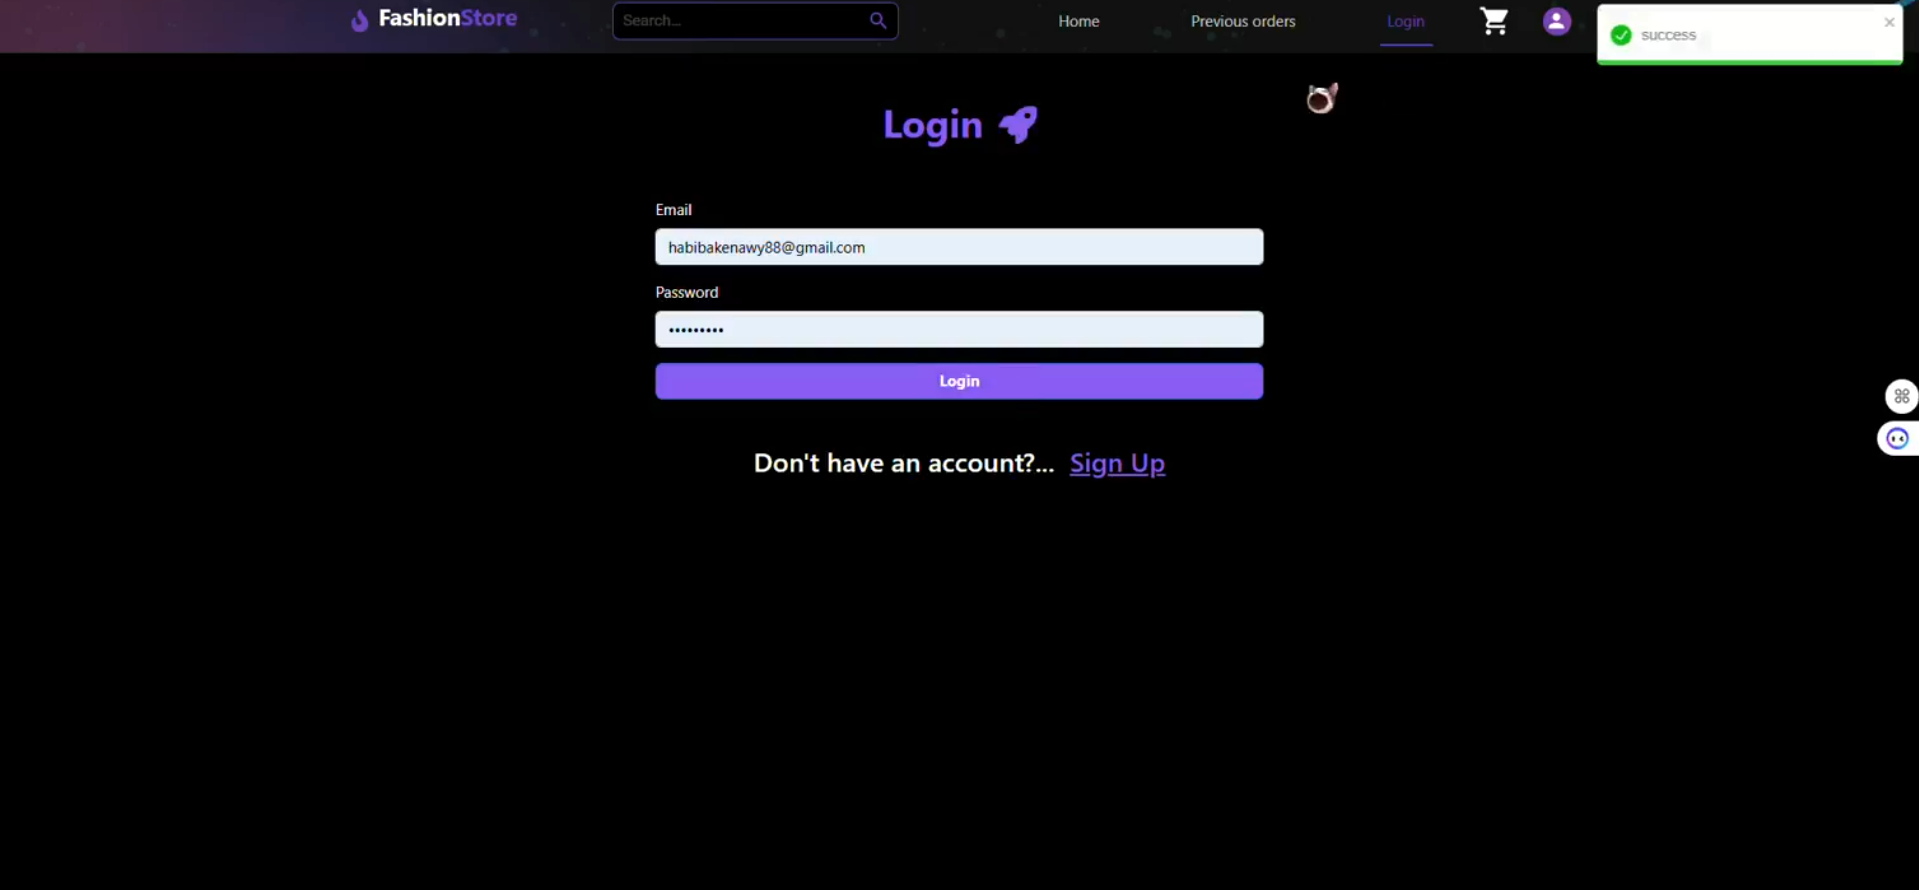 FashionStore
Search...
Home
Previous orders
Login
success
Login
Email
habibakenawy88@gmail.com
Password
•••••••••
Login
Don't have an account?... Sign Up